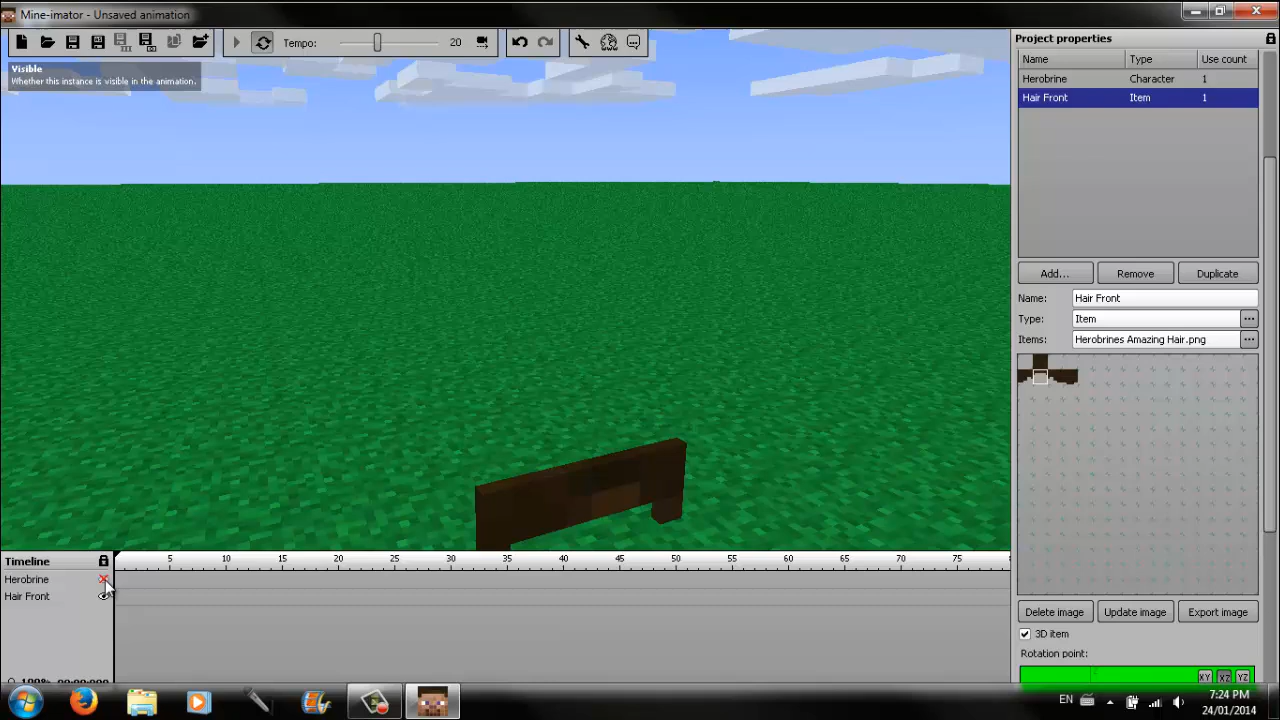 Mine-imator - Unsaved animation
Tempo: 20
Visible
Whether this instance is visible in the animation.
Project properties
Name Type Use count
Herobrine Character 1
Hair Front Item 1
Add... Remove Duplicate
Name: Hair Front
Type: Item
Items: Herobrines Amazing Hair.png
Delete image Update image Export image
3D item
Rotation point:
XY XZ YZ
Timeline
5 10 15 20 25 30 35 40 45 50 55 60 65 70 75
Herobrine
Hair Front
EN
7:24 PM
24/01/2014